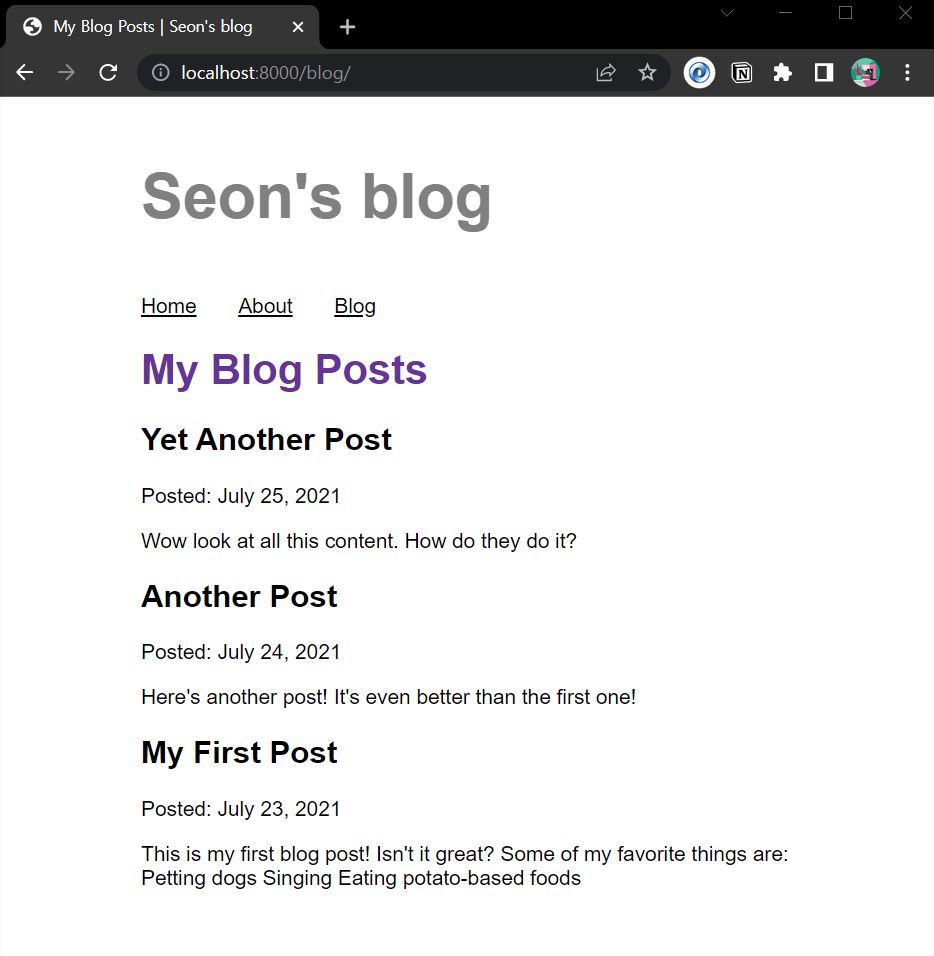 My Blog Posts | Seon's blog
localhost:8000/blog/
Seon's blog
Home About Blog
My Blog Posts
Yet Another Post
Posted: July 25, 2021
Wow look at all this content. How do they do it?
Another Post
Posted: July 24, 2021
Here's another post! It's even better than the first one!
My First Post
Posted: July 23, 2021
This is my first blog post! Isn't it great? Some of my favorite things are:
Petting dogs Singing Eating potato-based foods